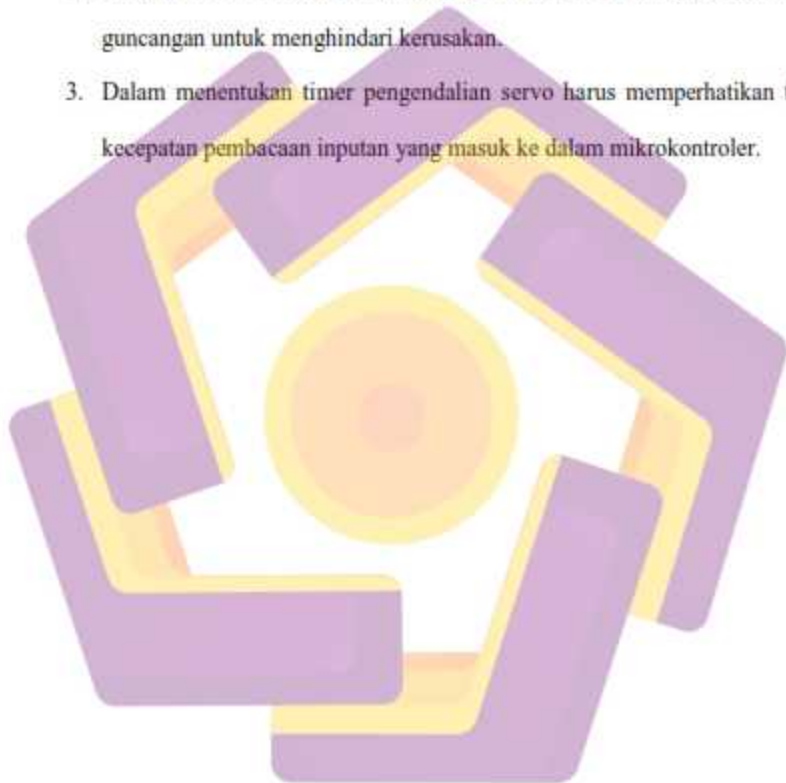 guncangan untuk menghindari kerusakan.
3. Dalam menentukan timer pengendalian servo harus memperhatikan
kecepatan pembacaan inputan yang masuk ke dalam mikrokontroler.